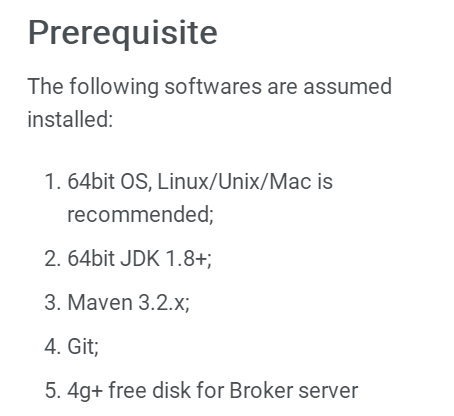 Prerequisite
The following softwares are assumed
installed:
1. 64bit OS, Linux/Unix/Mac is
recommended;
2. 64bit JDK 1.8+;
3. Maven 3.2.x;
4. Git;
5. 4g+ free disk for Broker server